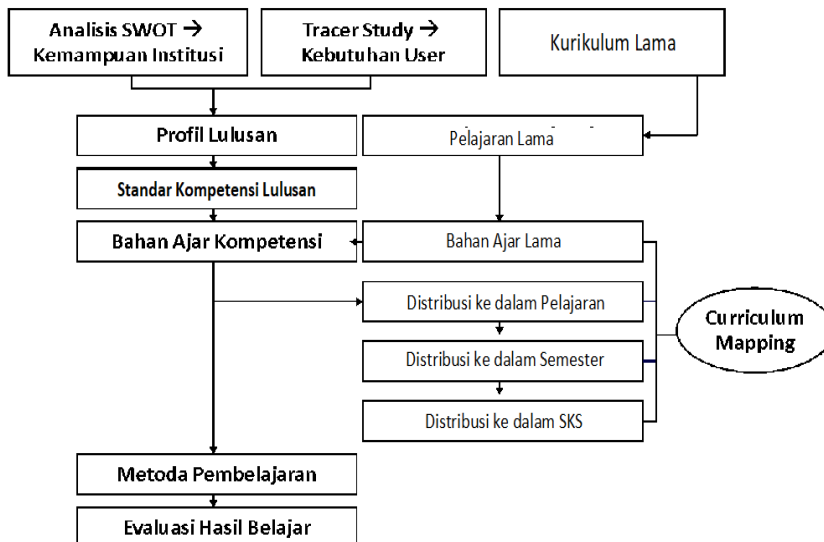 Analisis SWOT →
Kemampuan Institusi
Tracer Study →
Kebutuhan User
Kurikulum Lama
Profil Lulusan
Pelajaran Lama
Standar Kompetensi Lulusan
Bahan Ajar Kompetensi
Bahan Ajar Lama
Distribusi ke dalam Pelajaran
Distribusi ke dalam Semester
Distribusi ke dalam SKS
Curriculum
Mapping
Metoda Pembelajaran
Evaluasi Hasil Belajar